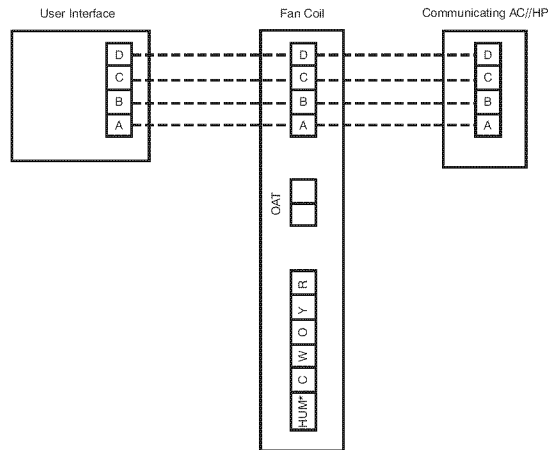 User Interface Fan Coil Communicating AC//HP
D D D
C C C
B B B
A A A
OAT
R
Y
O
W
C
HUM*